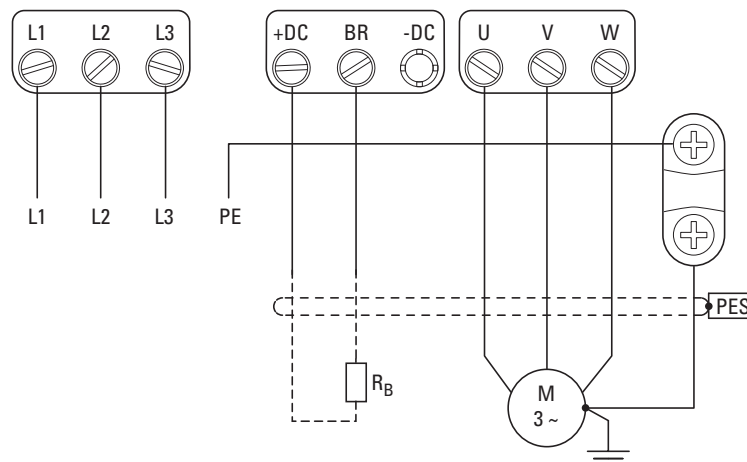 L1 L2 L3
+DC BR -DC
U V W
L1 L2 L3 PE
PES
RB
M
3 ~